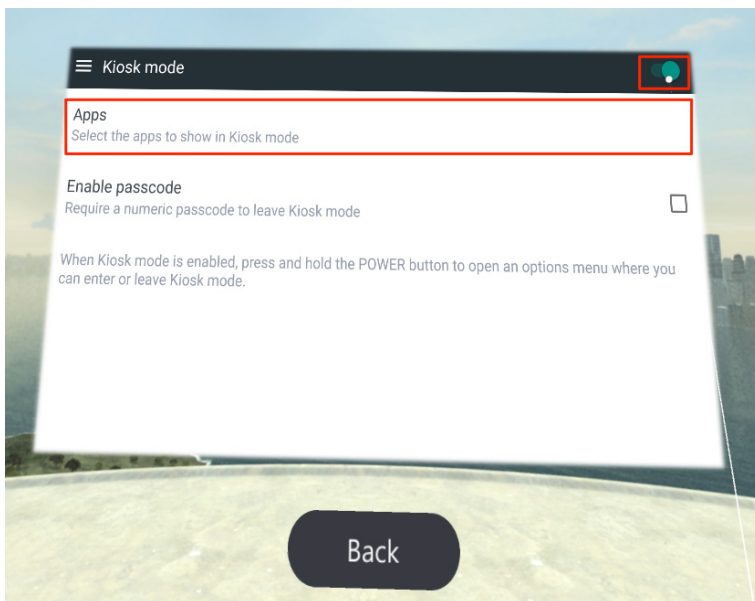 Kiosk mode
Apps
Select the apps to show in Kiosk mode
Enable passcode
Require a numeric passcode to leave Kiosk mode
When Kiosk mode is enabled, press and hold the POWER button to open an options menu where you
can enter or leave Kiosk mode.
Back